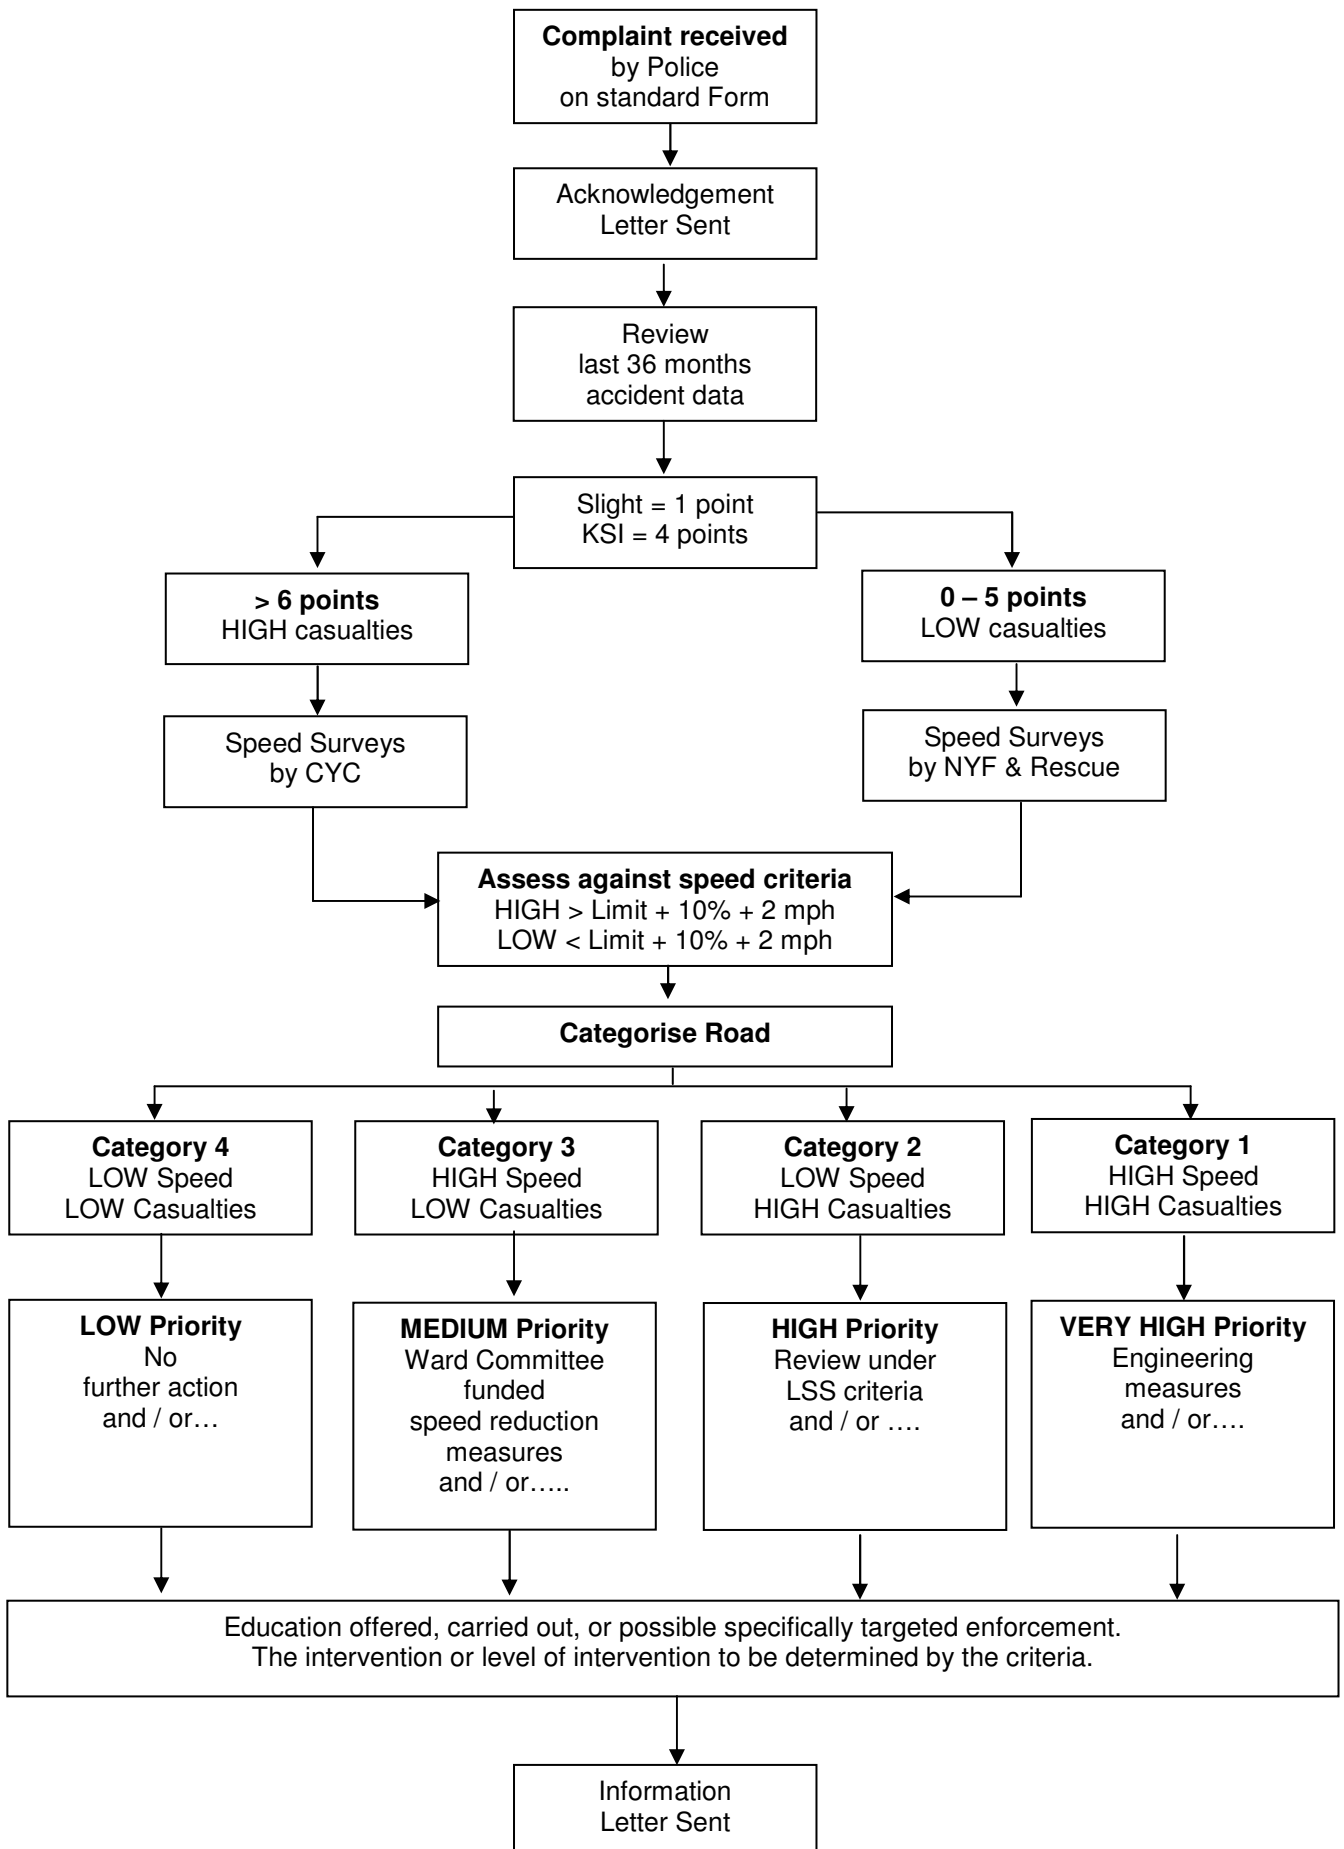 Complaint received
by Police
on standard Form
Acknowledgement
Letter Sent
Review
last 36 months
accident data
Slight = 1 point
KSI = 4 points
> 6 points
HIGH casualties
0 – 5 points
LOW casualties
Speed Surveys
by CYC
Speed Surveys
by NYF & Rescue
Assess against speed criteria
HIGH > Limit + 10% + 2 mph
LOW < Limit + 10% + 2 mph
Categorise Road
Category 4
LOW Speed
LOW Casualties
Category 3
HIGH Speed
LOW Casualties
Category 2
LOW Speed
HIGH Casualties
Category 1
HIGH Speed
HIGH Casualties
LOW Priority
No
further action
and / or…
MEDIUM Priority
Ward Committee
funded
speed reduction
measures
and / or…..
HIGH Priority
Review under
LSS criteria
and / or ….
VERY HIGH Priority
Engineering
measures
and / or….
Education offered, carried out, or possible specifically targeted enforcement.
The intervention or level of intervention to be determined by the criteria.
Information
Letter Sent